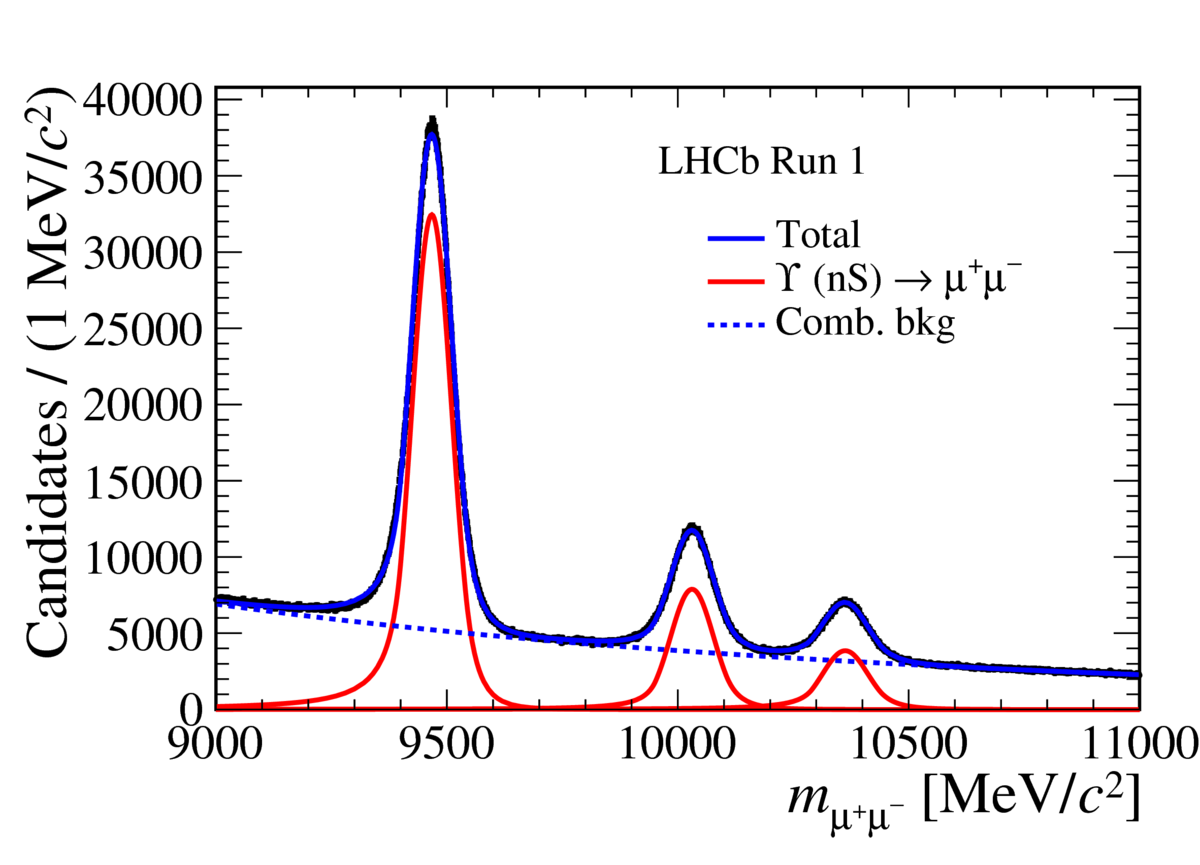 Candidates / (1 MeV/c²)
40000
35000
30000
25000
20000
15000
10000
5000
0
LHCb Run 1
Total
ϒ (nS) → μ⁺μ⁻
Comb. bkg
9000 9500 10000 10500 11000
m_μ⁺μ⁻ [MeV/c²]